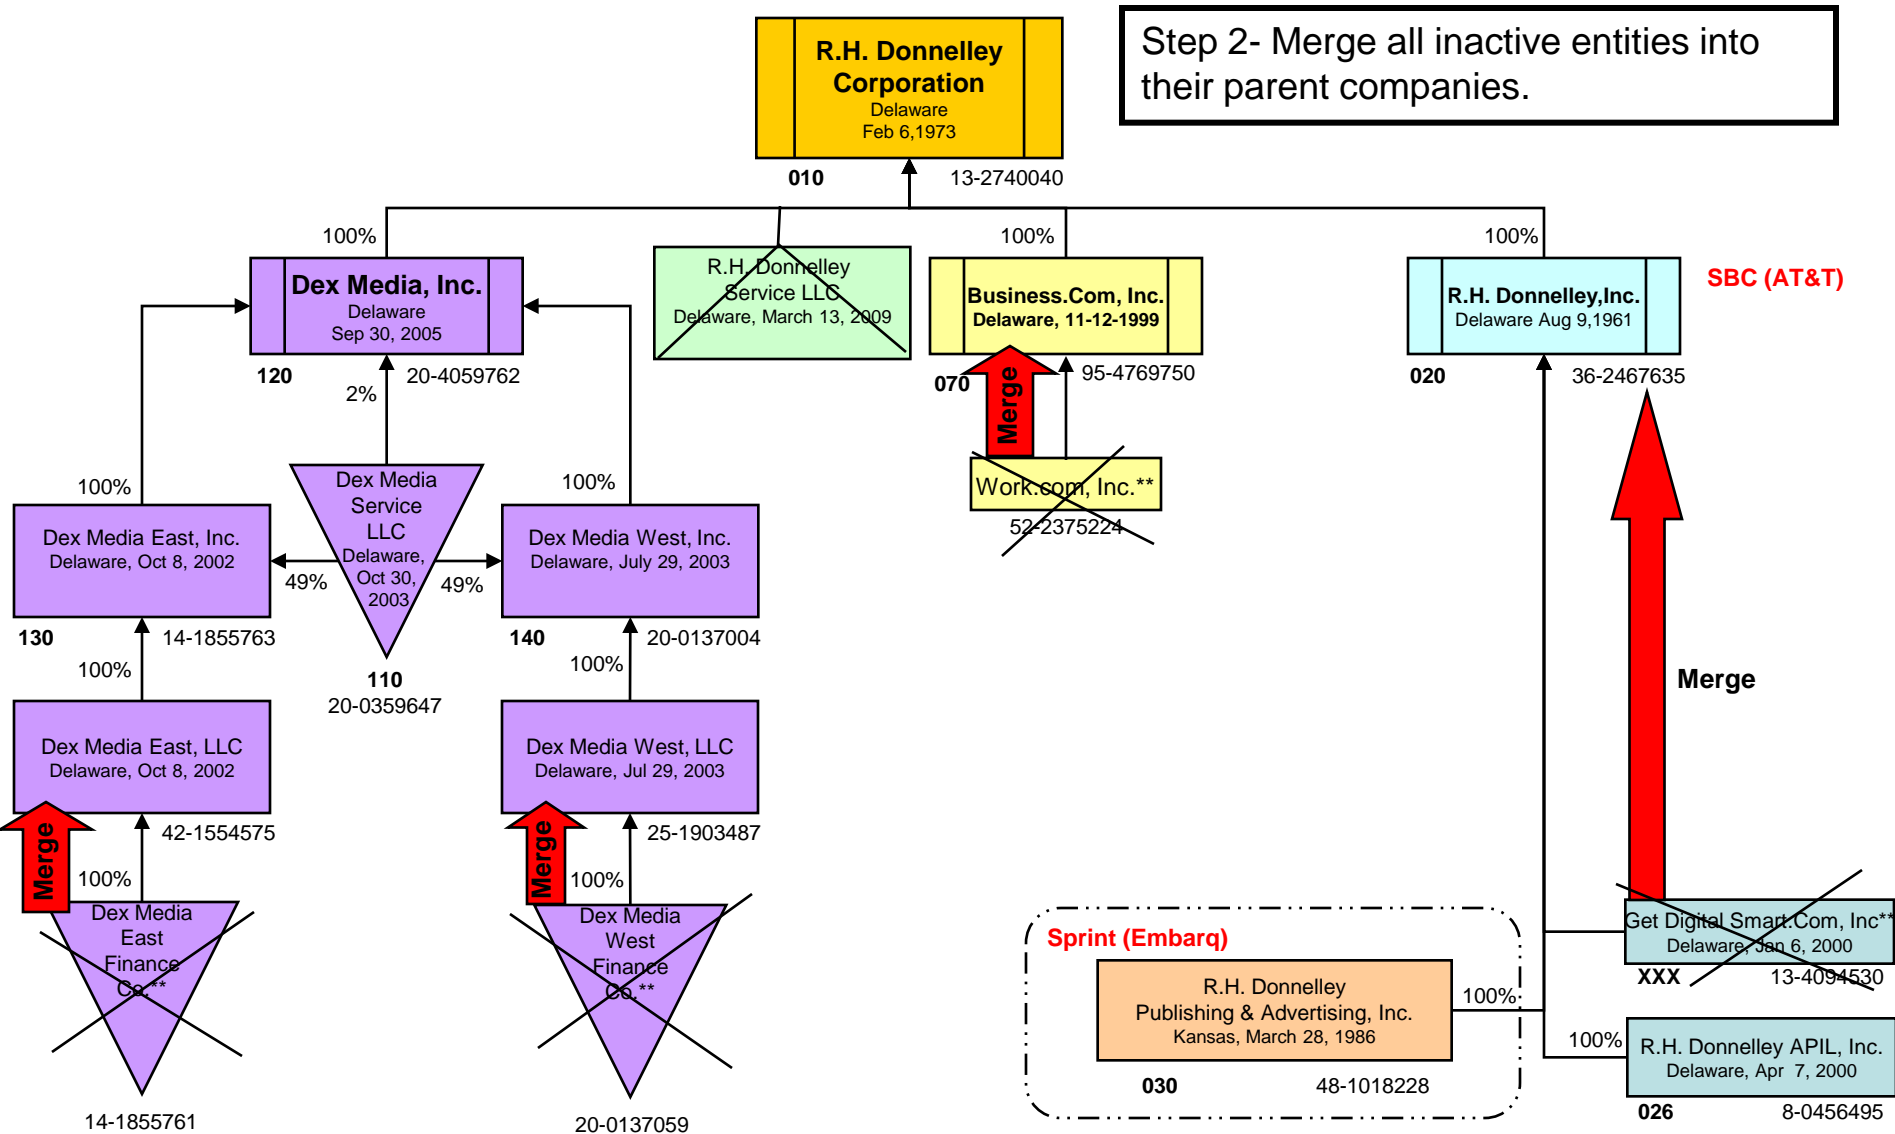 Step 2- Merge all inactive entities into
their parent companies.
R.H. Donnelley
Corporation
Delaware
Feb 6,1973
010
13-2740040
100%
100%
100%
Dex Media, Inc.
Delaware
Sep 30, 2005
120
20-4059762
R.H. Donnelley
Service LLC
Delaware, March 13, 2009
Business.Com, Inc.
Delaware, 11-12-1999
070
95-4769750
R.H. Donnelley,Inc.
Delaware Aug 9,1961
020
36-2467635
SBC (AT&T)
2%
Merge
Work.com, Inc.**
52-2375224
100%
100%
Dex Media
Service
LLC
Delaware,
Oct 30,
2003
49%
49%
110
20-0359647
Dex Media East, Inc.
Delaware, Oct 8, 2002
130
14-1855763
Dex Media West, Inc.
Delaware, July 29, 2003
140
20-0137004
100%
100%
Merge
Dex Media East, LLC
Delaware, Oct 8, 2002
42-1554575
Dex Media West, LLC
Delaware, Jul 29, 2003
25-1903487
Merge
100%
Merge
100%
Dex Media
East
Finance
Co.**
14-1855761
Dex Media
West
Finance
Co.**
20-0137059
Sprint (Embarq)
R.H. Donnelley
Publishing & Advertising, Inc.
Kansas, March 28, 1986
030
48-1018228
100%
Get Digital Smart.Com, Inc**
Delaware, Jan 6, 2000
XXX
13-4094530
100%
R.H. Donnelley APIL, Inc.
Delaware, Apr 7, 2000
026
8-0456495